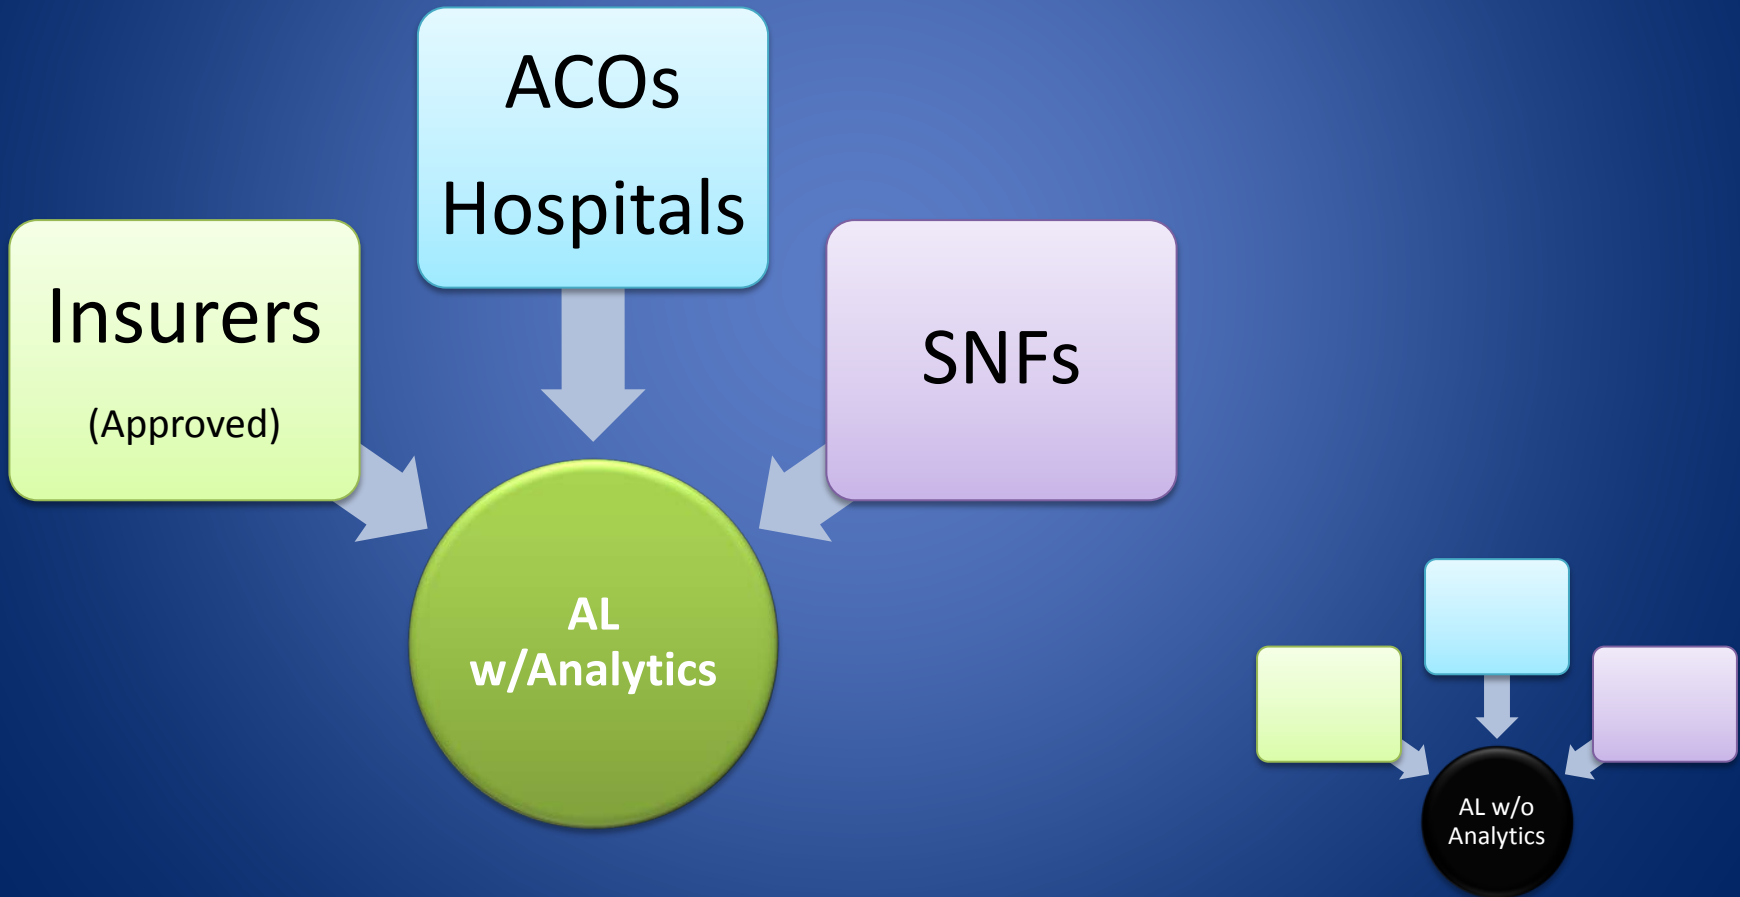 ACOs
Hospitals
Insurers
(Approved)
SNFs
AL
w/Analytics
AL w/o
Analytics